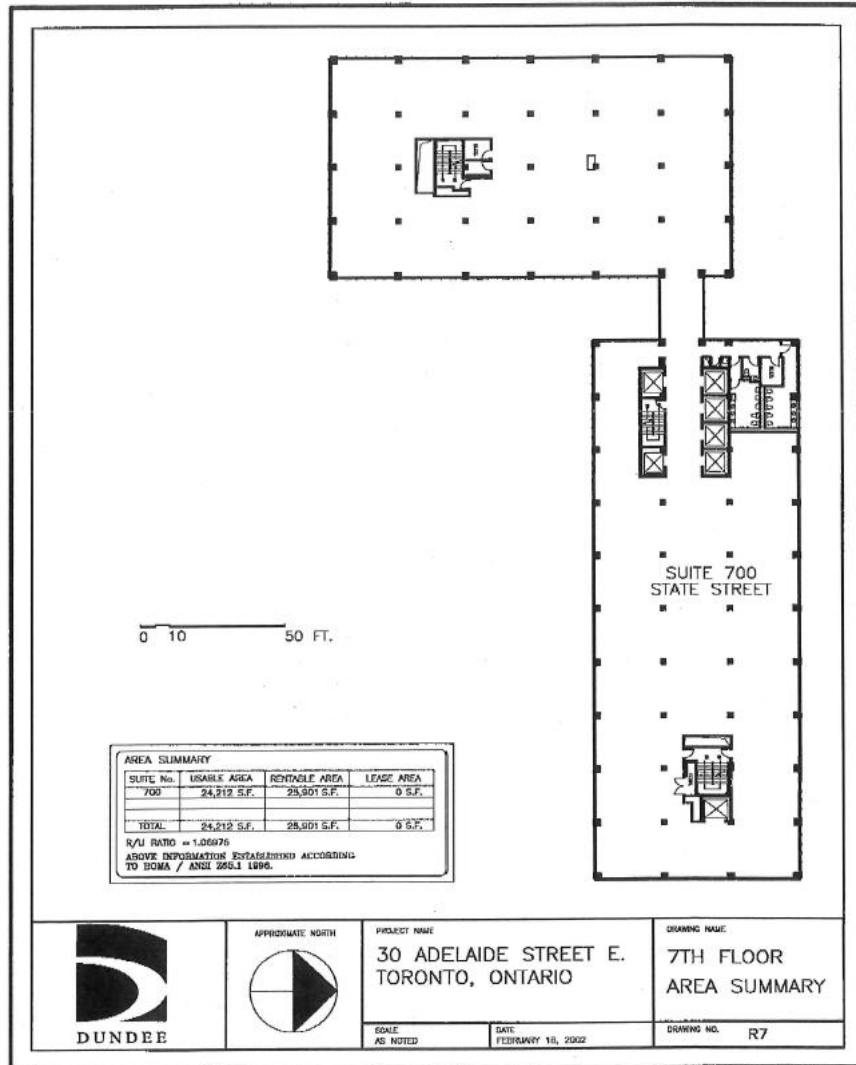 SUITE 700
STATE STREET
0 10 50 FT.
AREA SUMMARY
SUITE No. USABLE AREA RENTABLE AREA LEASE AREA
700 24,212 S.F. 25,901 S.F. 0 S.F.
TOTAL 24,212 S.F. 25,901 S.F. 0 S.F.
R/U RATIO = 1.06976
ABOVE INFORMATION ESTABLISHED ACCORDING
TO BOMA / ANSI Z65.1 1996.
DUNDEE
APPROXIMATE NORTH
PROJECT NAME
30 ADELAIDE STREET E.
TORONTO, ONTARIO
SCALE
AS NOTED
DATE
FEBRUARY 18, 2002
DRAWING NAME
7TH FLOOR
AREA SUMMARY
DRAWING NO. R7